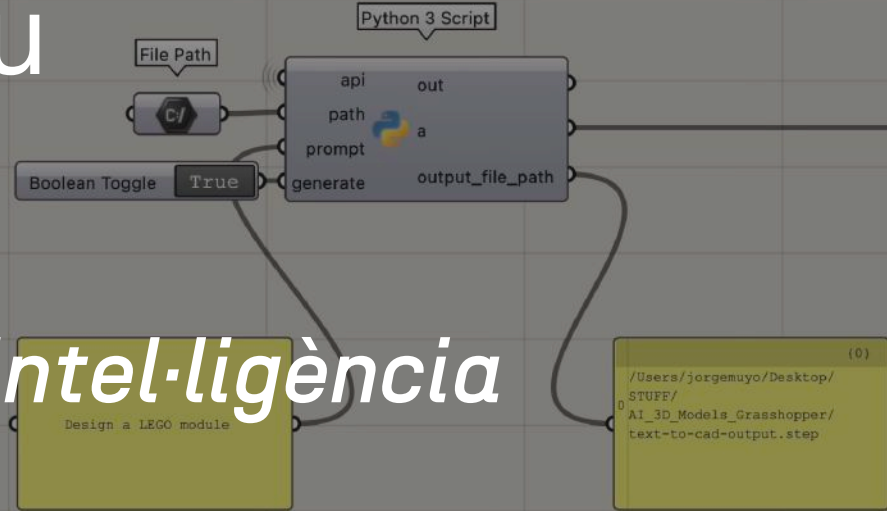 u
Python 3 Script
File Path
api
out
C:/
path
a
prompt
Boolean Toggle True
generate
output_file_path
intel·ligència
Design a LEGO module
{0}
0
/Users/jorgemuyo/Desktop/
STUFF/
AI_3D_Models_Grasshopper/
text-to-cad-output.step